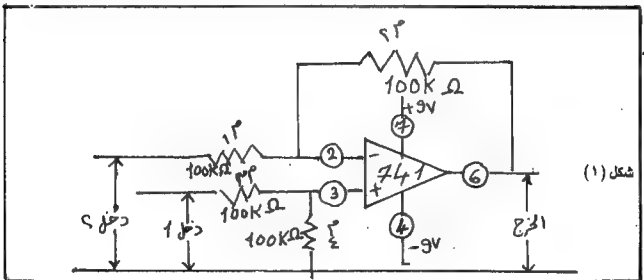 م٢
100K Ω
+9V
7
م١
100KΩ
2
-
741
6
شكل (١)
م٣
100KΩ
3
+
دخل ٢
دخل ١
100KΩ
م٤
4
-9V
الخرج